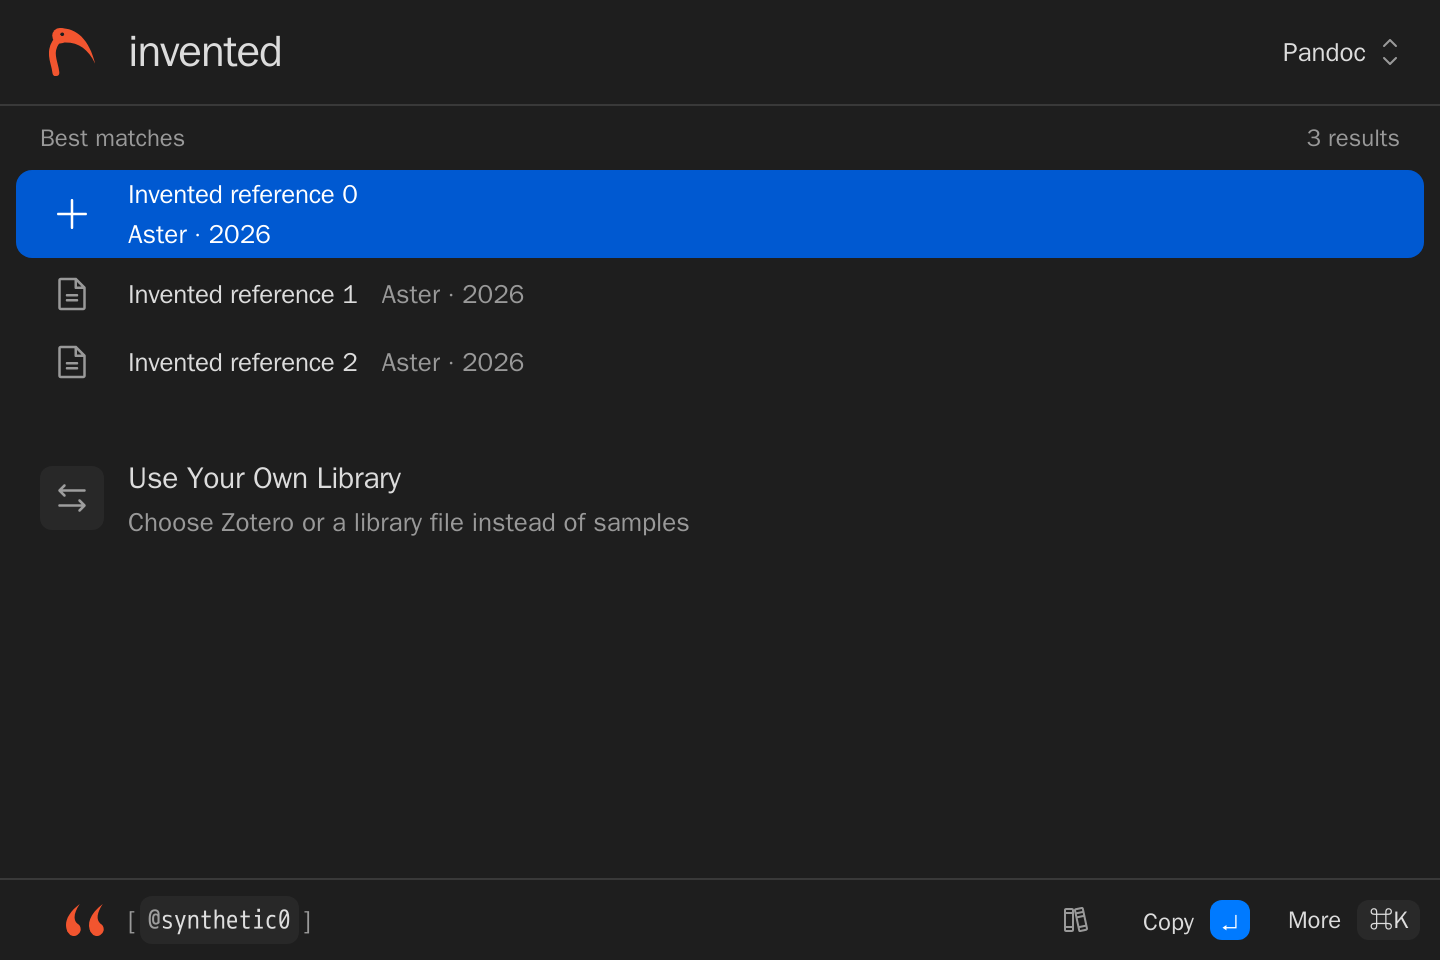 invented
Pandoc
Best matches
3 results
Invented reference 0
Aster · 2026
Invented reference 1 Aster · 2026
Invented reference 2 Aster · 2026
Use Your Own Library
Choose Zotero or a library file instead of samples
[@synthetic0]
Copy ↵
More ⌘K